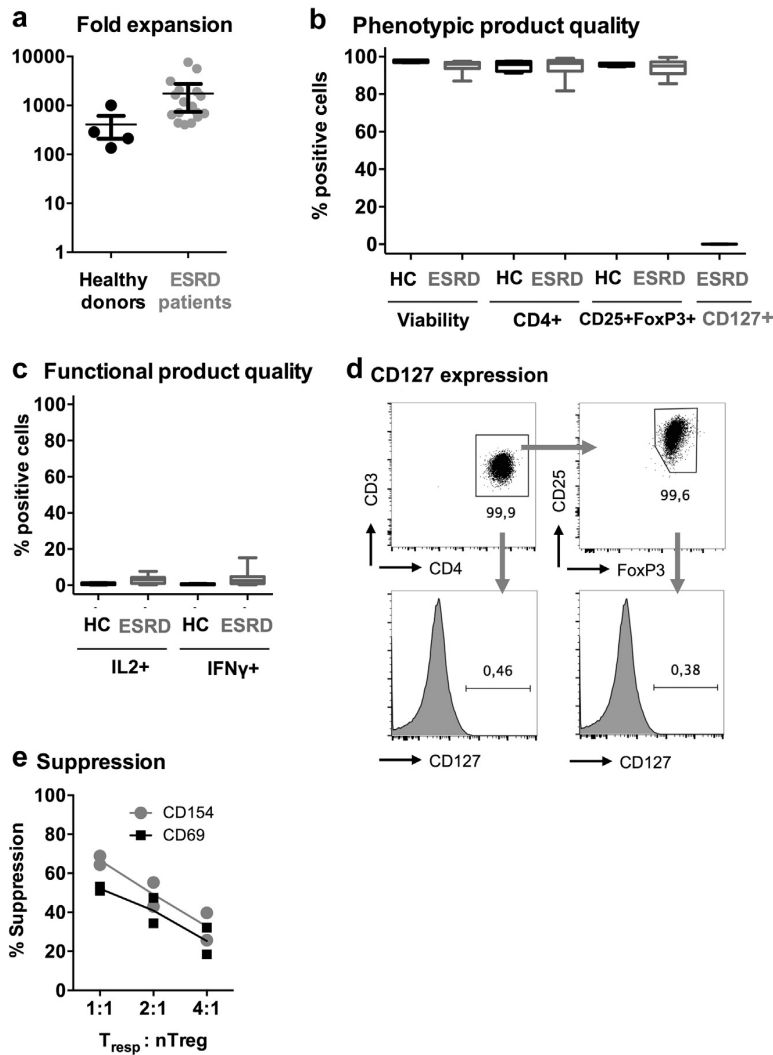 a
Fold expansion
10000
1000
100
10
1
Healthy donors
ESRD patients
b Phenotypic product quality
% positive cells
100
80
60
40
20
0
HC ESRD HC ESRD HC ESRD ESRD
Viability CD4+ CD25+FoxP3+ CD127+
c Functional product quality
% positive cells
100
80
60
40
20
0
HC ESRD HC ESRD
IL2+ IFNγ+
d CD127 expression
CD3
99,9
CD4
CD25
99,6
FoxP3
0,46
CD127
0,38
CD127
e Suppression
% Suppression
100
80
60
40
20
0
CD154
CD69
1:1 2:1 4:1
Tresp : nTreg